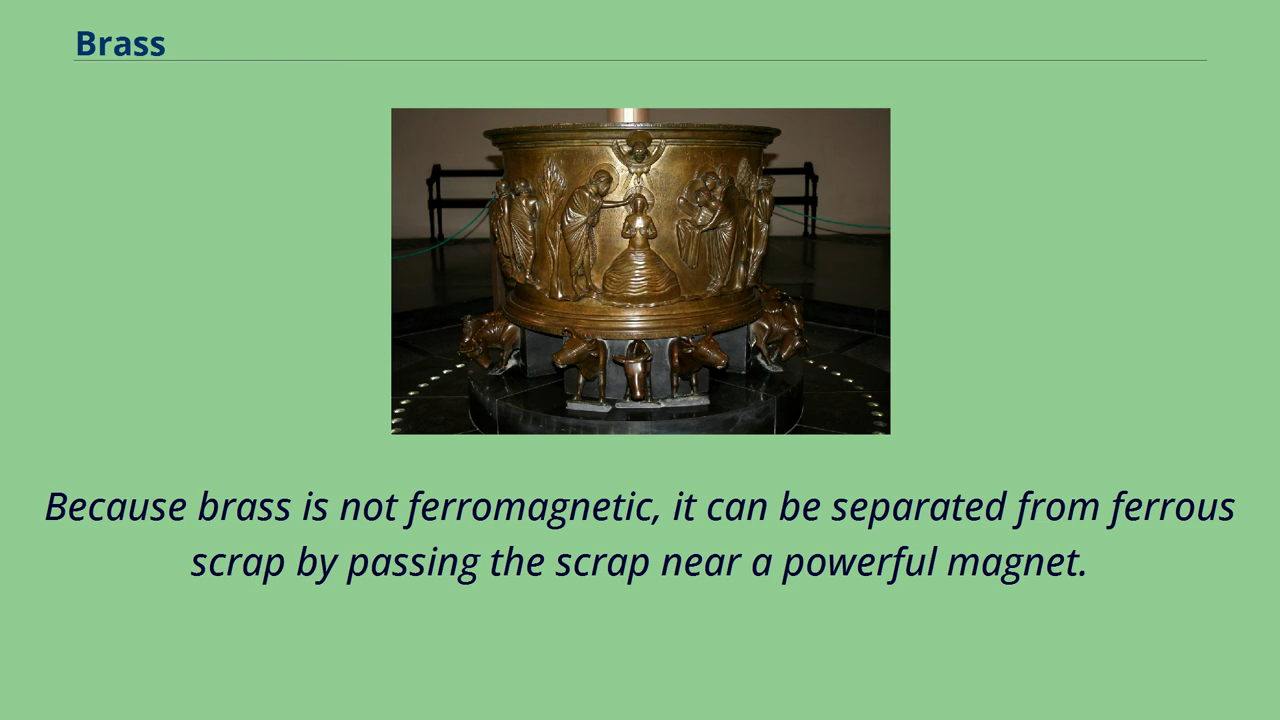 Brass
Because brass is not ferromagnetic, it can be separated from ferrous
scrap by passing the scrap near a powerful magnet.